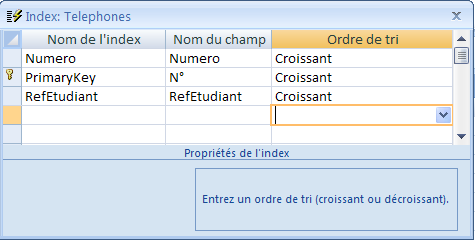 Index: Telephones
Nom de l'index Nom du champ Ordre de tri
Numero Numero Croissant
PrimaryKey N° Croissant
RefEtudiant RefEtudiant Croissant
Propriétés de l'index
Entrez un ordre de tri (croissant ou décroissant).